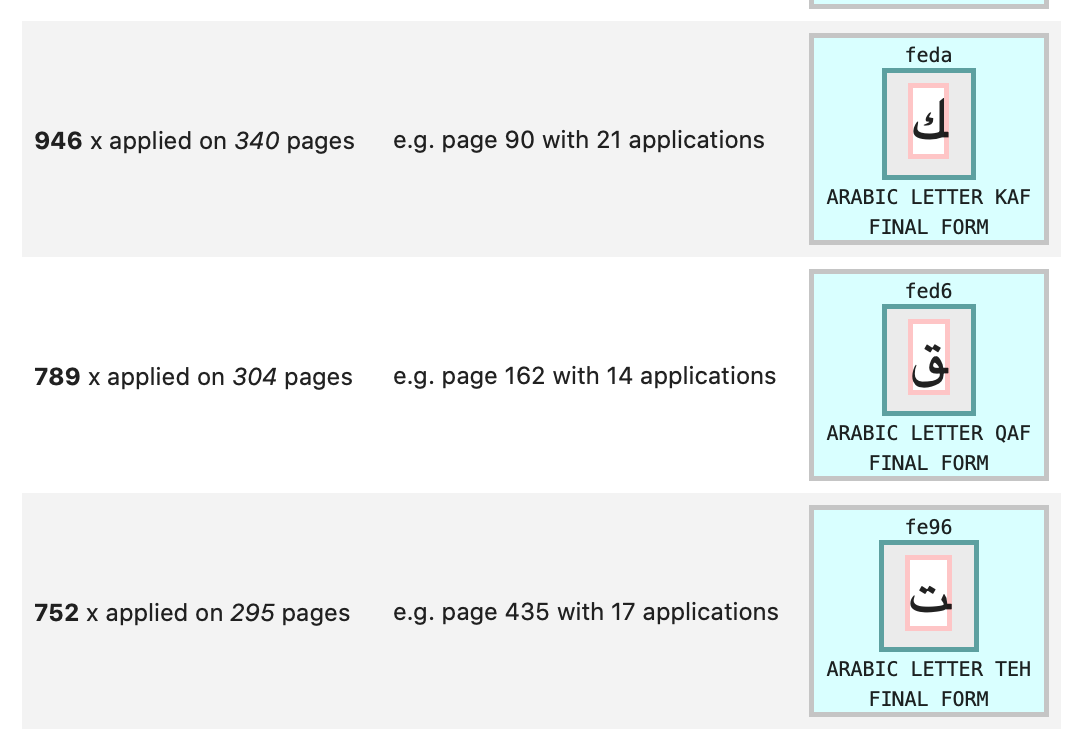 946 x applied on 340 pages
e.g. page 90 with 21 applications
feda
ﻚ
ARABIC LETTER KAF
FINAL FORM
789 x applied on 304 pages
e.g. page 162 with 14 applications
fed6
ﻖ
ARABIC LETTER QAF
FINAL FORM
752 x applied on 295 pages
e.g. page 435 with 17 applications
fe96
ﺖ
ARABIC LETTER TEH
FINAL FORM